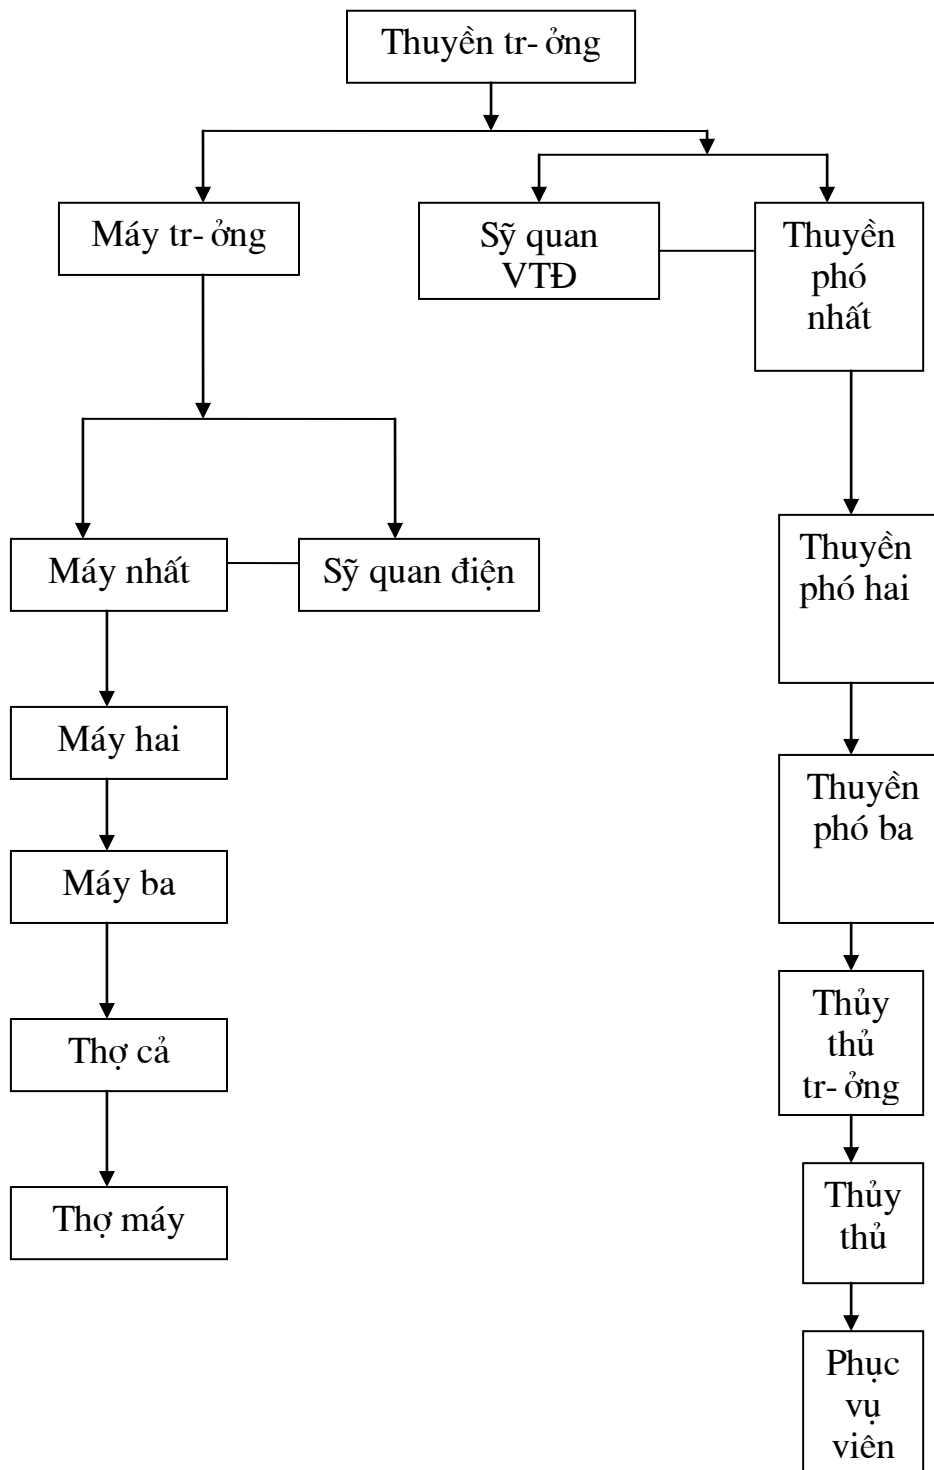 Thuyền tr- ởng
Máy tr- ởng
Sỹ quan
VTĐ
Thuyền
phó
nhất
Máy nhất
Sỹ quan điện
Thuyền
phó hai
Máy hai
Thuyền
phó ba
Máy ba
Thợ cả
Thủy
thủ
tr- ởng
Thợ máy
Thủy
thủ
Phục
vụ
viên